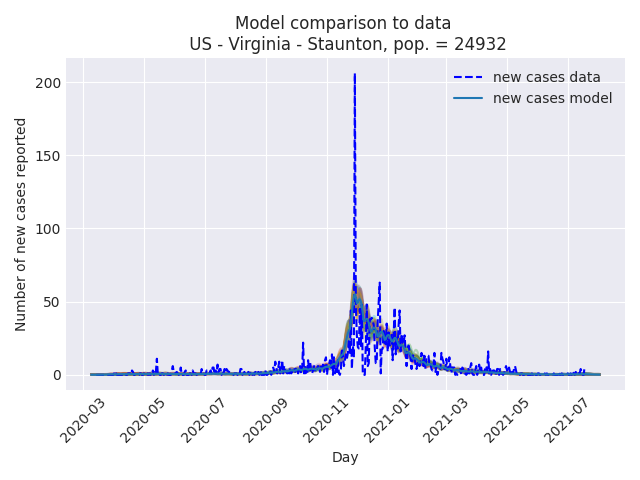 Model comparison to data
US - Virginia - Staunton, pop. = 24932
new cases data
new cases model
Number of new cases reported
200
150
100
50
0
2020-03
2020-05
2020-07
2020-09
2020-11
2021-01
2021-03
2021-05
2021-07
Day